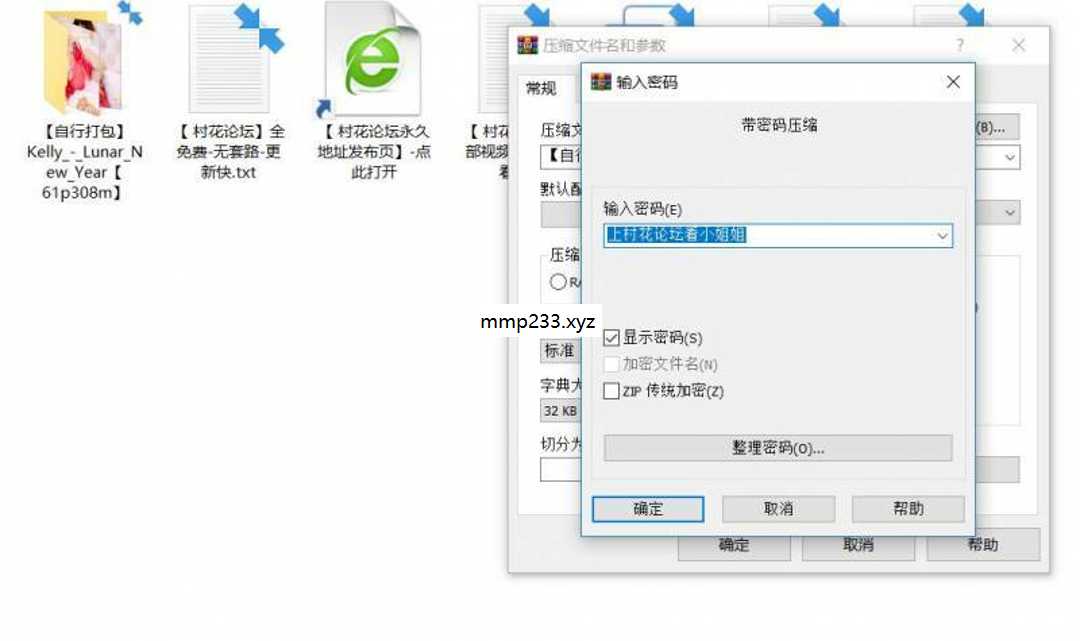 【自行打包】
Kelly_-_Lunar_N
ew_Year【
61p308m】
【 村花论坛】全
免费-无套路-更
新快.txt
【 村花论坛永久
地址发布页】-点
此打开
【 村花
部视频
压缩文件名和参数
常规
压缩文
(B)...
【自行
默认配
压缩
标准
字典大
32 KB
切分为
确定
取消
帮助
输入密码
带密码压缩
输入密码(E)
上村花论坛看小姐姐
显示密码(S)
加密文件名(N)
ZIP 传统加密(Z)
整理密码(O)...
确定
取消
帮助
mmp233.xyz